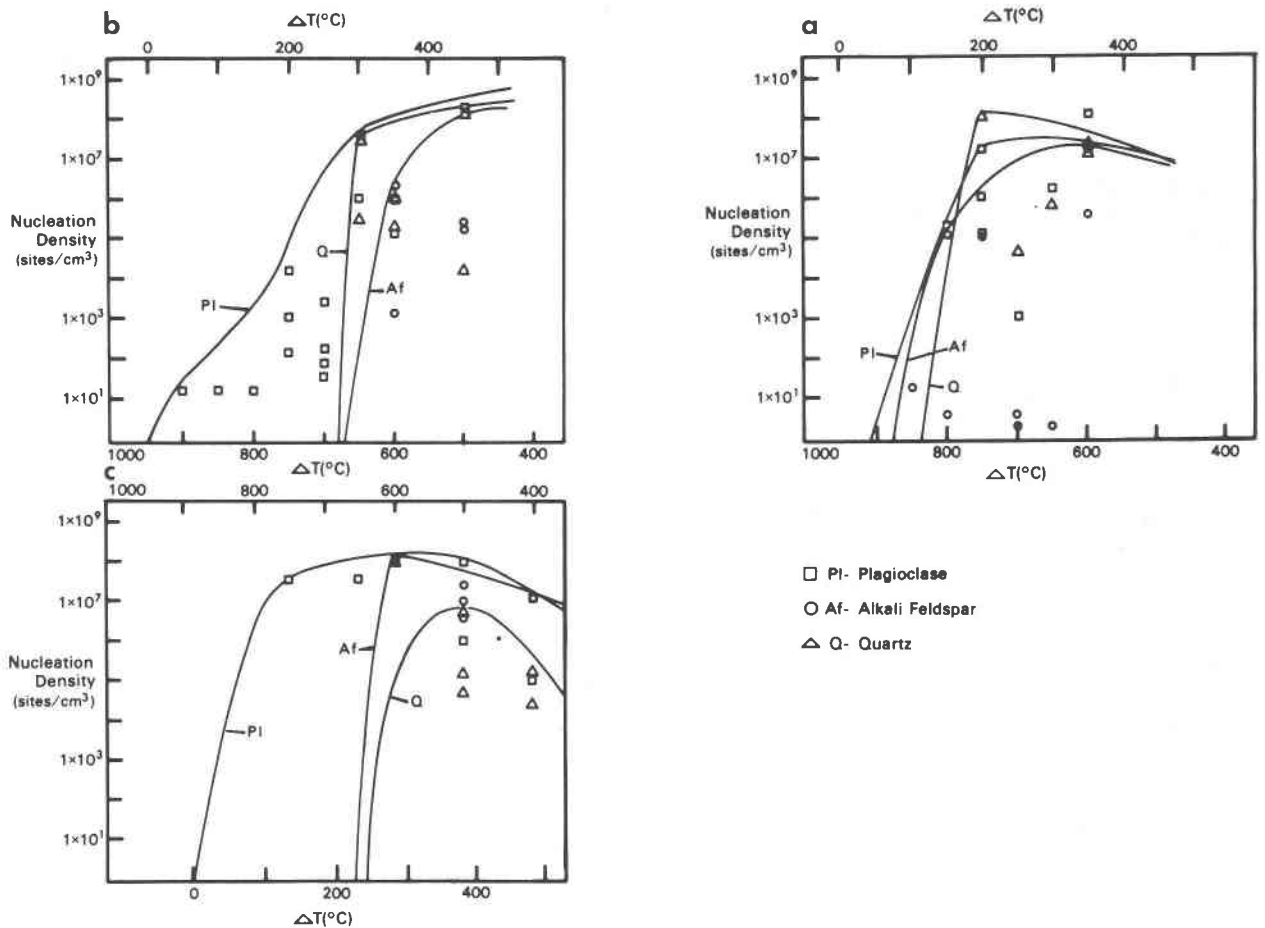 b
ΔT(°C)
0 200 400
1×10⁹
1×10⁷
Nucleation
Density
(sites/cm³)
1×10³
1×10¹
Pl
Q
Af
1000 800 600 400
ΔT(°C)
a
ΔT(°C)
0 200 400
1×10⁹
1×10⁷
Nucleation
Density
(sites/cm³)
1×10³
1×10¹
Pl
Af
Q
1000 800 600 400
ΔT(°C)
c
1000 800 600 400
1×10⁹
1×10⁷
Nucleation
Density
(sites/cm³)
1×10³
1×10¹
Pl
Af
Q
0 200 400
ΔT(°C)
Pl- Plagioclase
Af- Alkali Feldspar
Q- Quartz